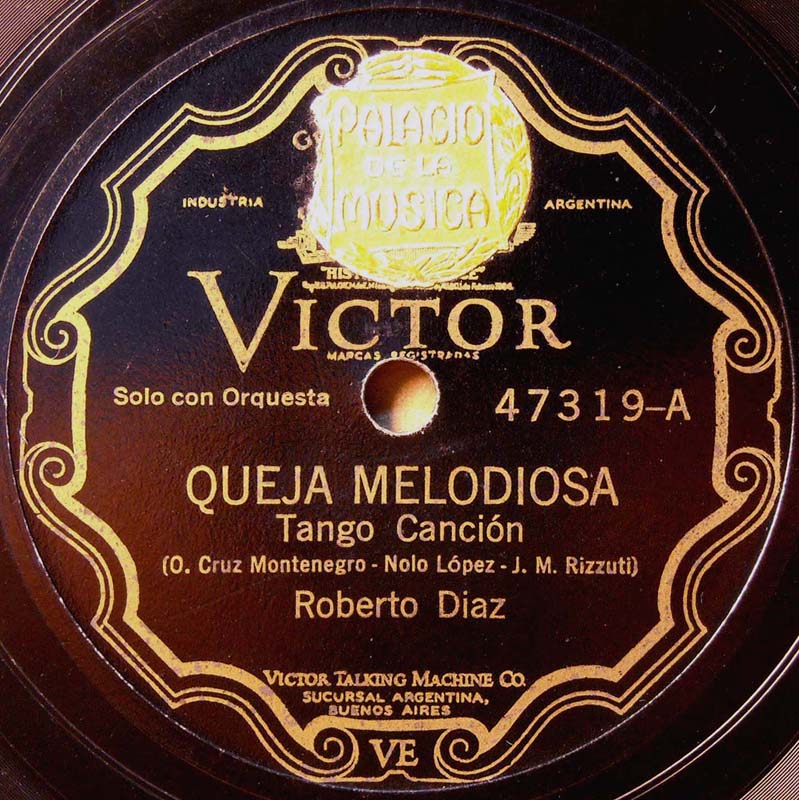 PALACIO
DE LA
MUSICA
INDUSTRIA
ARGENTINA
VICTOR
MARCAS REGISTRADAS
Solo con Orquesta
47319-A
QUEJA MELODIOSA
Tango Canción
(O. Cruz Montenegro - Nolo López - J. M. Rizzuti)
Roberto Diaz
VICTOR TALKING MACHINE CO.
SUCURSAL ARGENTINA,
BUENOS AIRES
VE